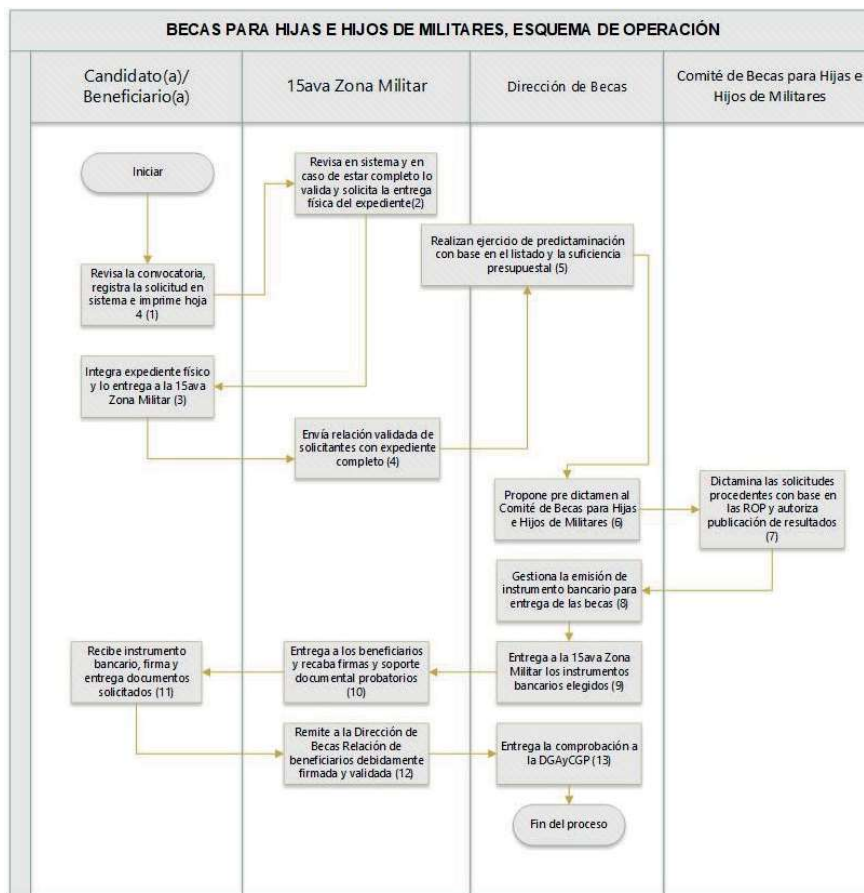 BECAS PARA HIJAS E HIJOS DE MILITARES, ESQUEMA DE OPERACIÓN
Candidato(a)/
Beneficiario(a)
15ava Zona Militar
Dirección de Becas
Comité de Becas para Hijas e
Hijos de Militares
Iniciar
Revisa la convocatoria,
registra la solicitud en
sistema e imprime hoja
4 (1)
Revisa en sistema y en
caso de estar completo lo
valida y solicita la entrega
física del expediente(2)
Integra expediente físico
y lo entrega a la 15ava
Zona Militar (3)
Envía relación validada de
solicitantes con expediente
completo (4)
Realizan ejercicio de predictaminación
con base en el listado y la suficiencia
presupuestal (5)
Propone pre dictamen al
Comité de Becas para Hijas
e Hijos de Militares (6)
Dictamina las solicitudes
procedentes con base en
las ROP y autoriza
publicación de resultados
(7)
Gestiona la emisión de
instrumento bancario para
entrega de las becas (8)
Entrega a la 15ava Zona
Militar los instrumentos
bancarios elegidos (9)
Entrega a los beneficiarios
y recaba firmas y soporte
documental probatorios
(10)
Recibe instrumento
bancario, firma y
entrega documentos
solicitados (11)
Remite a la Dirección de
Becas Relación de
beneficiarios debidamente
firmada y validada (12)
Entrega la comprobación a
la DGAyCGP (13)
Fin del proceso